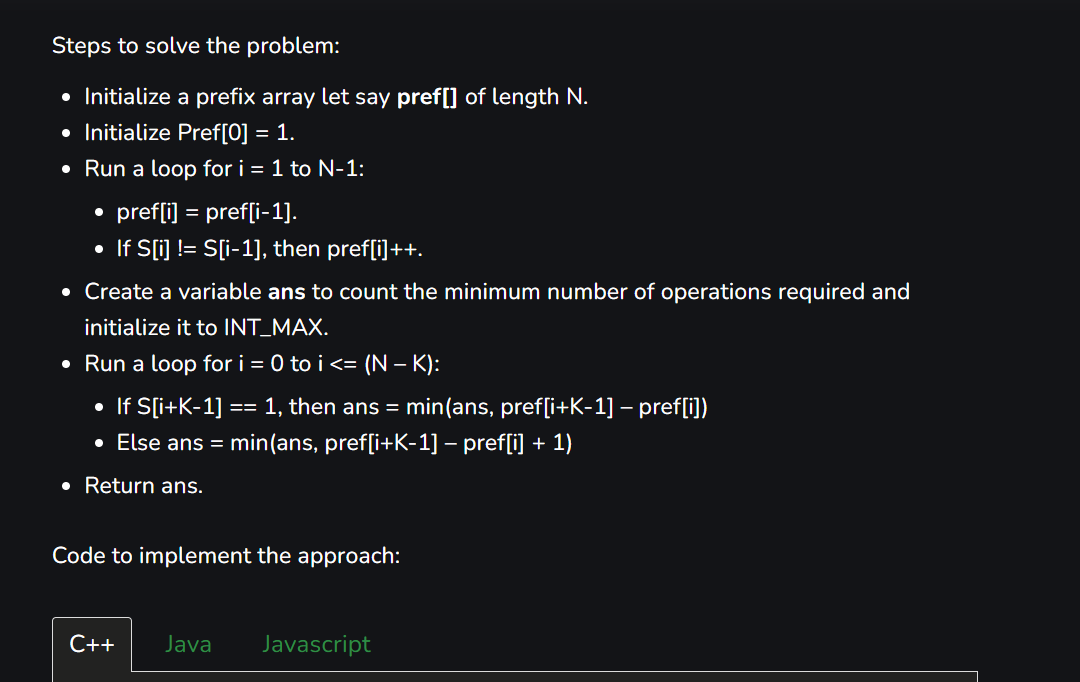 Steps to solve the problem:
• Initialize a prefix array let say pref[] of length N.
• Initialize Pref[0] = 1.
• Run a loop for i = 1 to N-1:
• pref[i] = pref[i-1].
• If S[i] != S[i-1], then pref[i]++.
• Create a variable ans to count the minimum number of operations required and
initialize it to INT_MAX.
• Run a loop for i = 0 to i <= (N – K):
• If S[i+K-1] == 1, then ans = min(ans, pref[i+K-1] – pref[i])
• Else ans = min(ans, pref[i+K-1] – pref[i] + 1)
• Return ans.
Code to implement the approach:
C++ Java Javascript